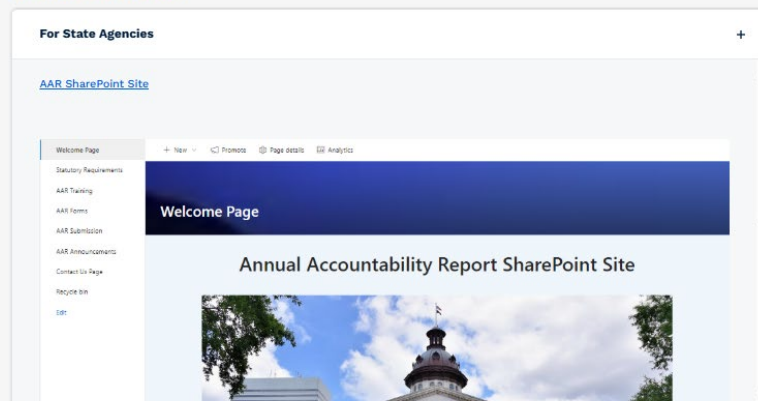 For State Agencies
+
AAR SharePoint Site
Welcome Page
+ New
Promote
Page details
Analytics
Statutory Requirements
AAR Training
AAR Forms
AAR Submission
AAR Announcements
Contact Us Page
Recycle bin
Edit
Welcome Page
Annual Accountability Report SharePoint Site